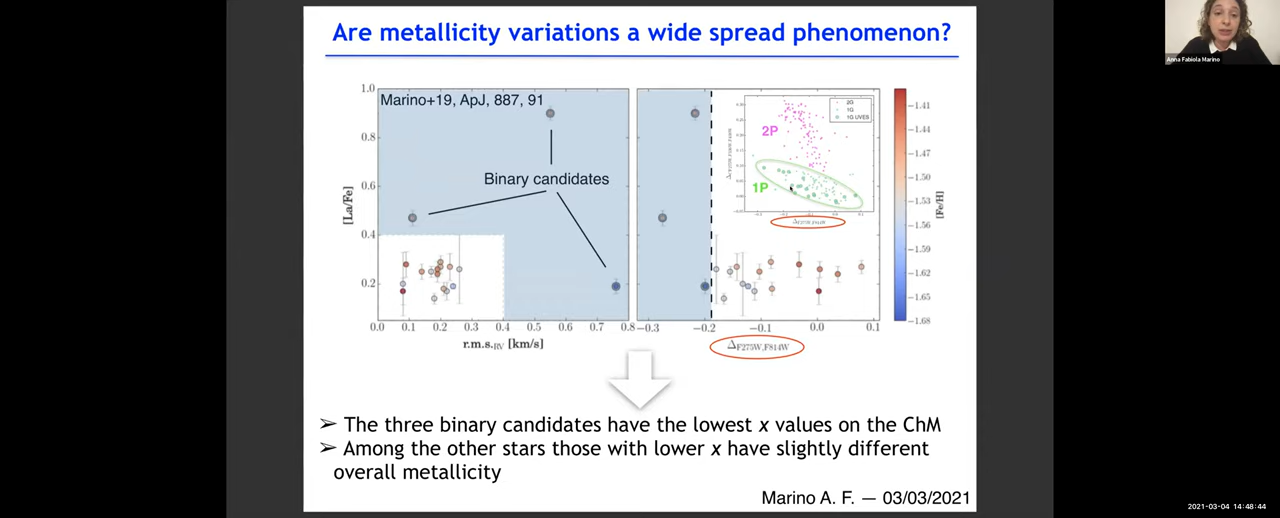 Are metallicity variations a wide spread phenomenon?
Anna Fabiola Marino
Marino+19, ApJ, 887, 91
Binary candidates
[La/Fe]
1.0
0.8
0.6
0.4
0.2
0.0 0.1 0.2 0.3 0.4 0.5 0.6 0.7 0.8
r.m.s.RV [km/s]
2P
1P
2G
1G
1G UVES
−0.3 −0.2 −0.1 0.0 0.1
ΔF275W,F814W
−1.41
−1.44
−1.47
−1.50
−1.53
−1.56
−1.59
−1.62
−1.65
−1.68
[Fe/H]
➢ The three binary candidates have the lowest x values on the ChM
➢ Among the other stars those with lower x have slightly different
overall metallicity
Marino A. F. — 03/03/2021
2021-03-04 14:48:44